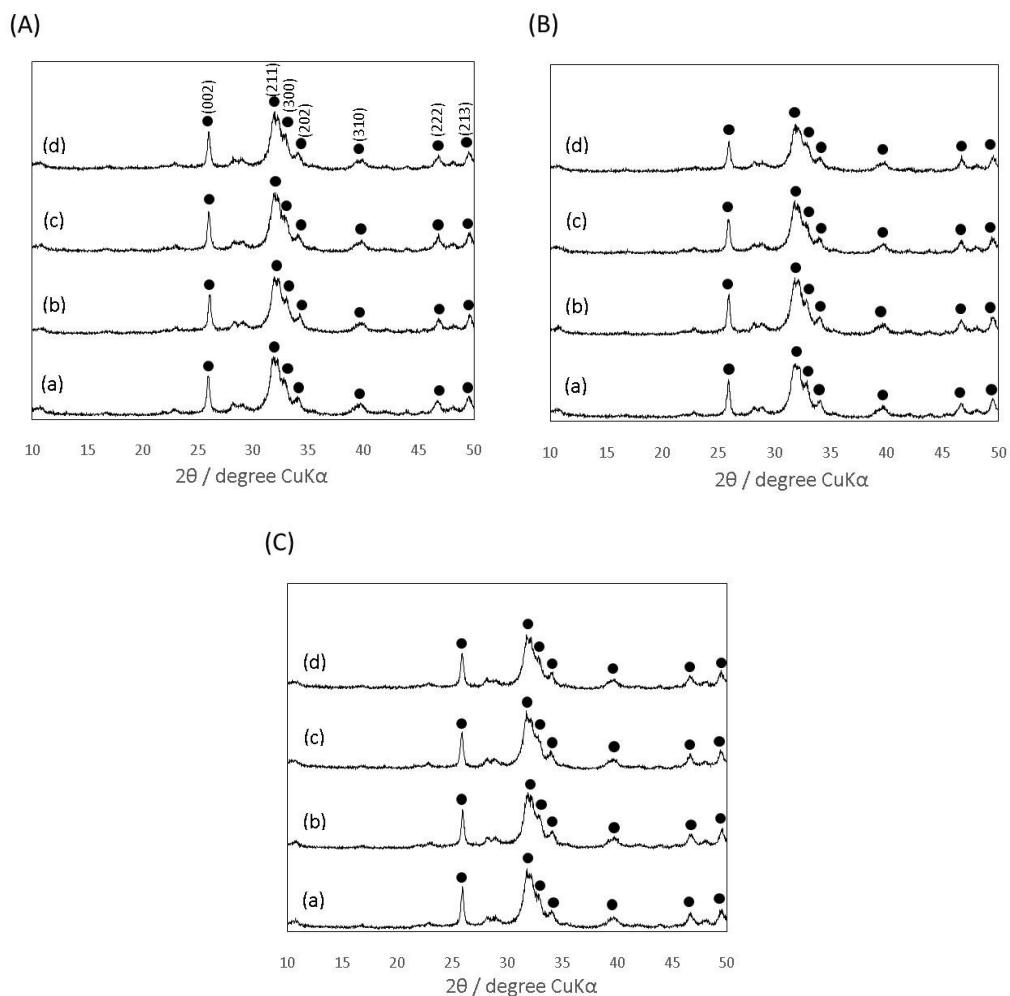 (A)
(002)
(211)
(300)
(202)
(310)
(222)
(213)
(d)
(c)
(b)
(a)
10 15 20 25 30 35 40 45 50
2θ / degree CuKα
(B)
(d)
(c)
(b)
(a)
10 15 20 25 30 35 40 45 50
2θ / degree CuKα
(C)
(d)
(c)
(b)
(a)
10 15 20 25 30 35 40 45 50
2θ / degree CuKα